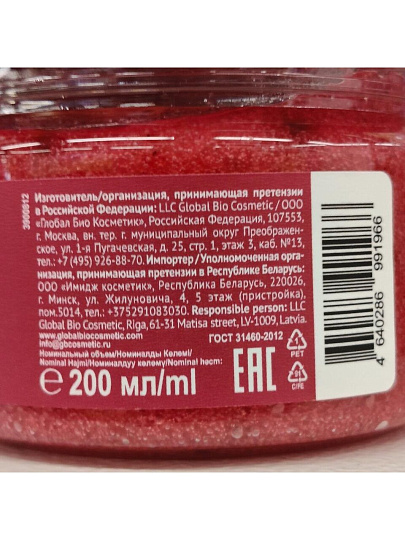 Изготовитель/организация, принимающая претензии
в Российской Федерации: LLC Global Bio Cosmetic / ООО
«Глобал Био Косметик», Российская Федерация, 107553,
г. Москва, вн. тер. г. муниципальный округ Преображен-
ское, ул. 1-я Пугачевская, д. 25, стр. 1, этаж 3, каб. №13,
тел.: +7 (495) 926-88-70. Импортер / Уполномоченная орга-
низация, принимающая претензии в Республике Беларусь:
ООО «Имидж косметик», Республика Беларусь, 220026,
г. Минск, ул. Жилуновича, 4, 5 этаж (пристройка),
пом.5014, тел.: +375291083030. Responsible person: LLC
Global Bio Cosmetic, Riga, 61-31 Matisa street, LV-1009, Latvia.
www.globalbiocosmetic.com
info@gbcosmetic.com
Номинальный объем/Номиналды Көлемі/
Nominal Hajmi/Номиналдуу көлөмү/Nominal hecm:
ГОСТ 31460-2012
℮ 200 мл/ml
EAC
1
PET
91
C/PE
3000012
4 640286 991966